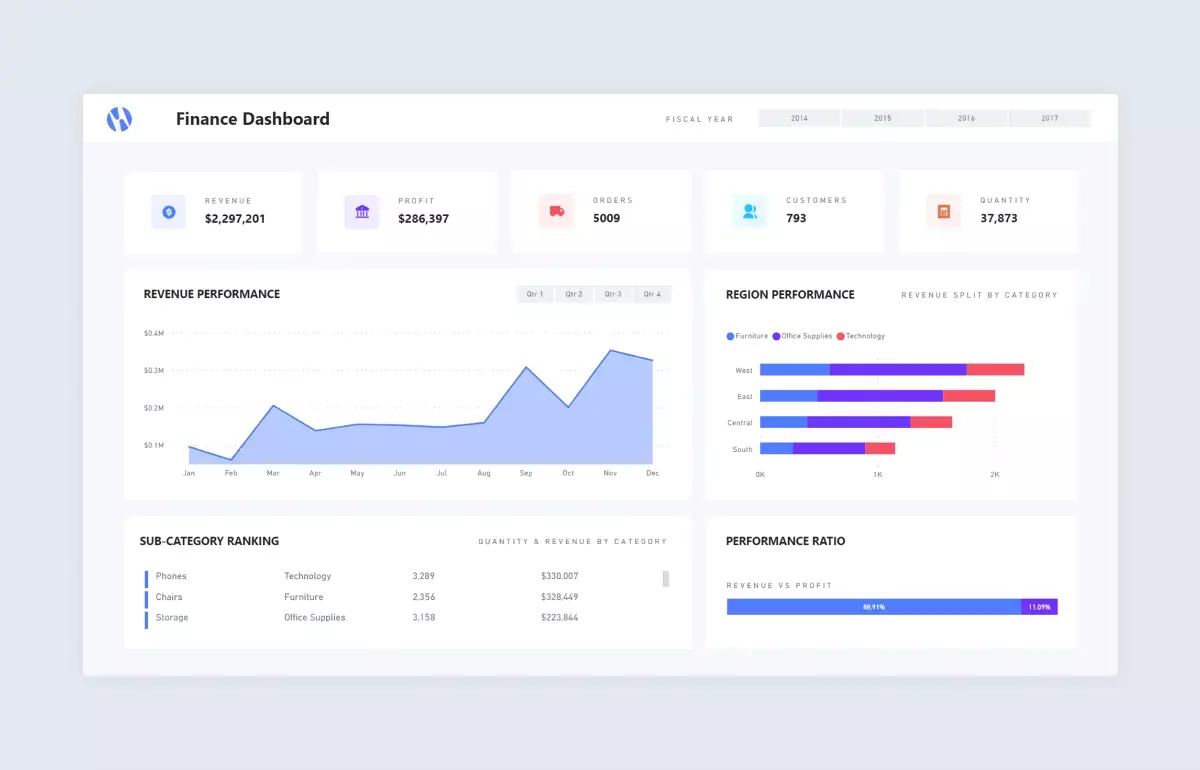 Finance Dashboard
FISCAL YEAR 2014 2015 2016 2017
REVENUE
$2,297,201
PROFIT
$286,397
ORDERS
5009
CUSTOMERS
793
QUANTITY
37,873
REVENUE PERFORMANCE
Qtr 1 Qtr 2 Qtr 3 Qtr 4
$0.4M
$0.3M
$0.2M
$0.1M
Jan Feb Mar Apr May Jun Jul Aug Sep Oct Nov Dec
REGION PERFORMANCE
REVENUE SPLIT BY CATEGORY
Furniture Office Supplies Technology
West
East
Central
South
0K 1K 2K
SUB-CATEGORY RANKING
QUANTITY & REVENUE BY CATEGORY
Phones Technology 3,289 $330,007
Chairs Furniture 2,356 $328,449
Storage Office Supplies 3,158 $223,844
PERFORMANCE RATIO
REVENUE VS PROFIT
88.91% 11.09%